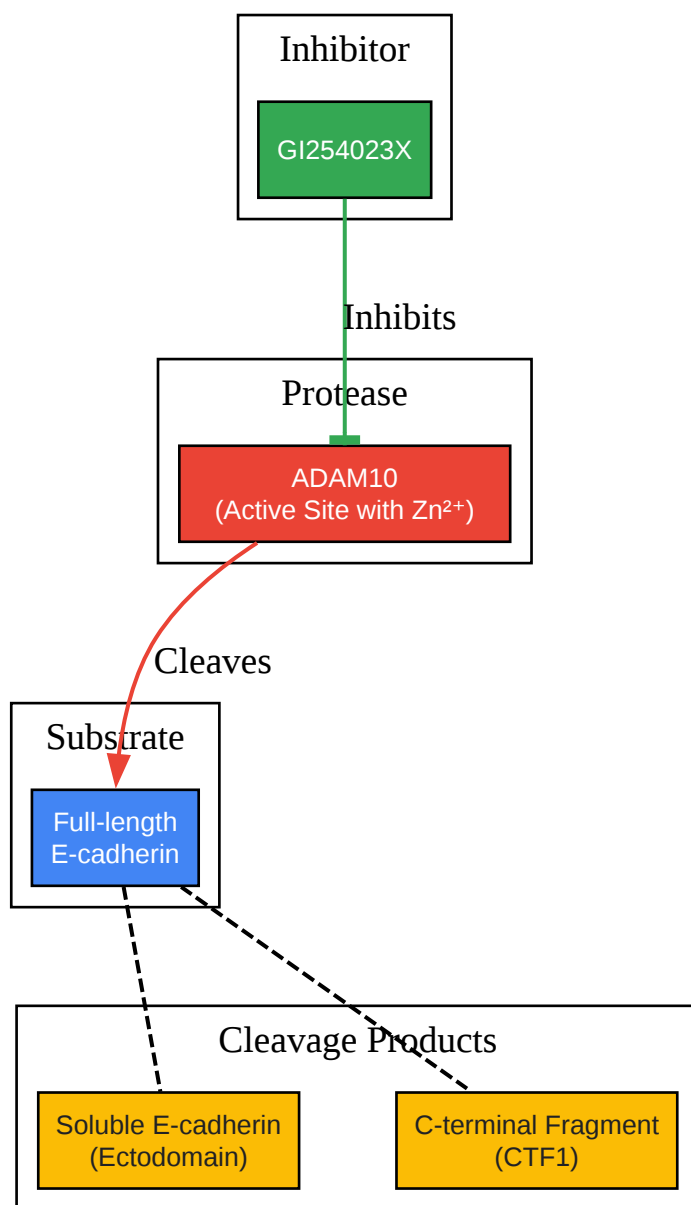 Inhibitor
GI254023X
Inhibits
Protease
ADAM10
(Active Site with Zn²⁺)
Cleaves
Substrate
Full-length
E-cadherin
Cleavage Products
Soluble E-cadherin
(Ectodomain)
C-terminal Fragment
(CTF1)